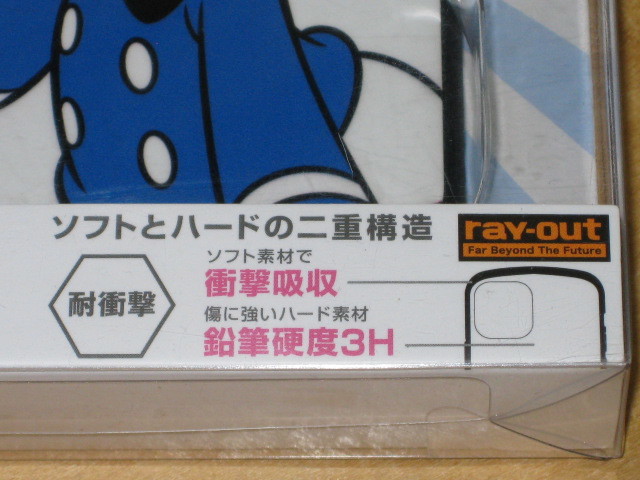 ソフトとハードの二重構造
ray-out
Far Beyond The Future
耐衝撃
ソフト素材で
衝撃吸収
傷に強いハード素材
鉛筆硬度3H